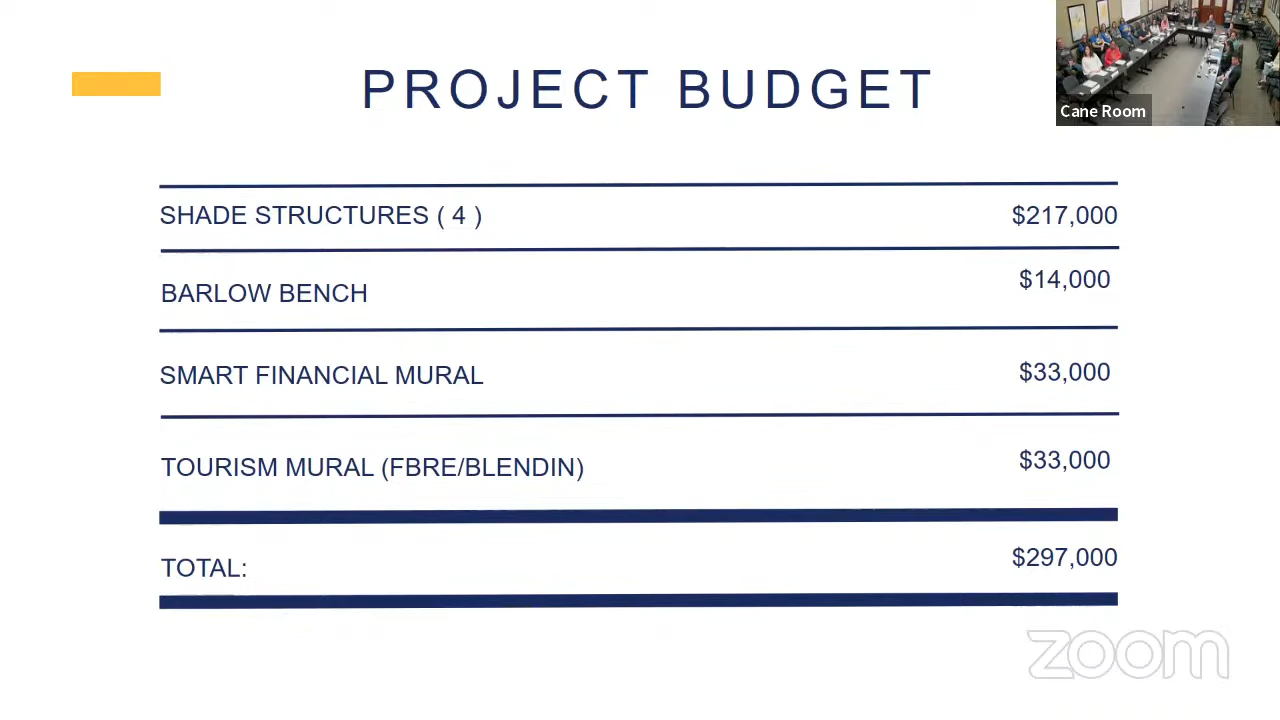 PROJECT BUDGET
Cane Room
SHADE STRUCTURES ( 4 ) $217,000
BARLOW BENCH $14,000
SMART FINANCIAL MURAL $33,000
TOURISM MURAL (FBRE/BLENDIN) $33,000
TOTAL: $297,000
zoom